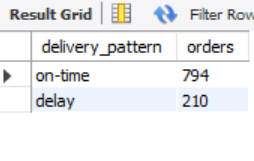 Result Grid Filter Row
delivery_pattern orders
on-time 794
delay 210